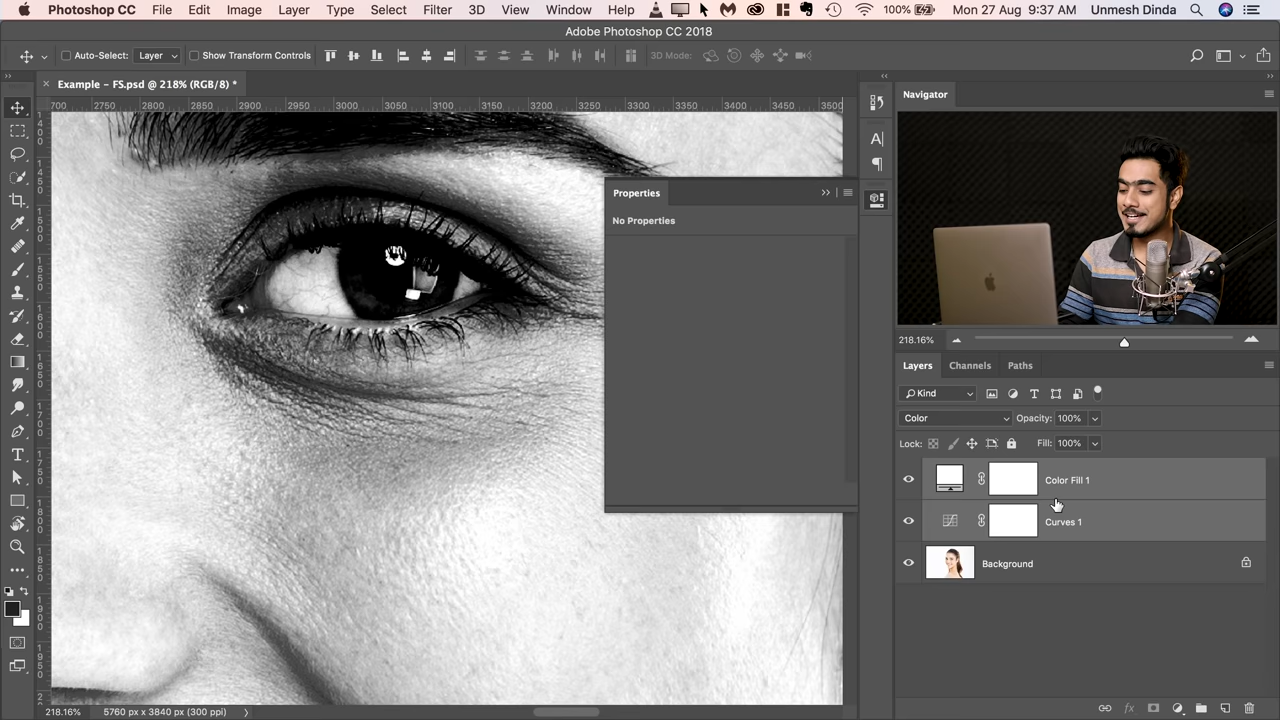 Photoshop CC File Edit Image Layer Type Select Filter 3D View Window Help 100% Mon 27 Aug 9:37 AM Unmesh Dinda
Adobe Photoshop CC 2018
Auto-Select: Layer Show Transform Controls 3D Mode:
× Example - FS.psd @ 218% (RGB/8) *
700 2750 2800 2850 2900 2950 3000 3050 3100 3150 3200 3250 3300 3350 3400 3450 3500
Navigator
Properties
No Properties
218.16%
Layers Channels Paths
Kind
Color Opacity: 100%
Lock: Fill: 100%
Color Fill 1
Curves 1
Background
218.16% 5760 px x 3840 px (300 ppi)